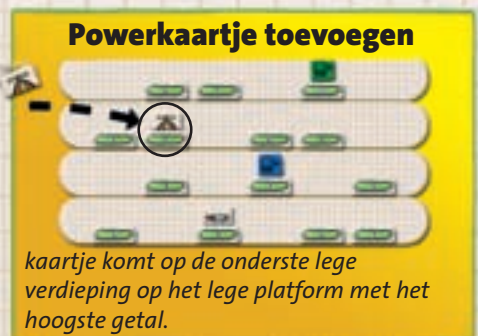 Powerkaartje toevoegen
kaartje komt op de onderste lege
verdieping op het lege platform met het
hoogste getal.